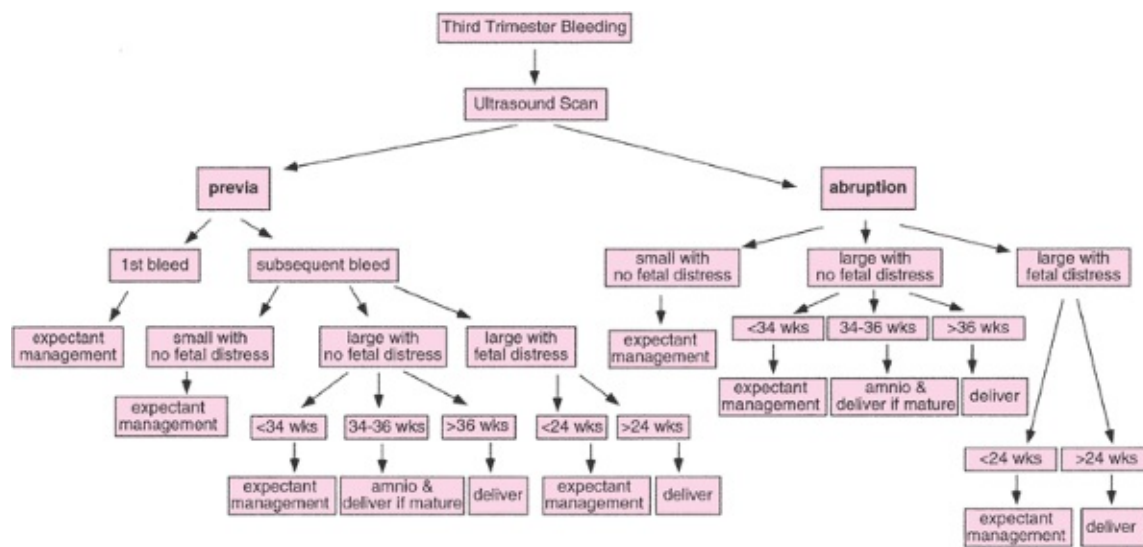 Third Trimester Bleeding
Ultrasound Scan
previa
abruption
1st bleed
subsequent bleed
small with
no fetal distress
large with
no fetal distress
large with
fetal distress
expectant
management
small with
no fetal distress
large with
no fetal distress
large with
fetal distress
expectant
management
<34 wks
34-36 wks
>36 wks
expectant
management
expectant
management
amnio &
deliver if mature
deliver
<34 wks
34-36 wks
>36 wks
<24 wks
>24 wks
<24 wks
>24 wks
expectant
management
amnio &
deliver if mature
deliver
expectant
management
deliver
expectant
management
deliver